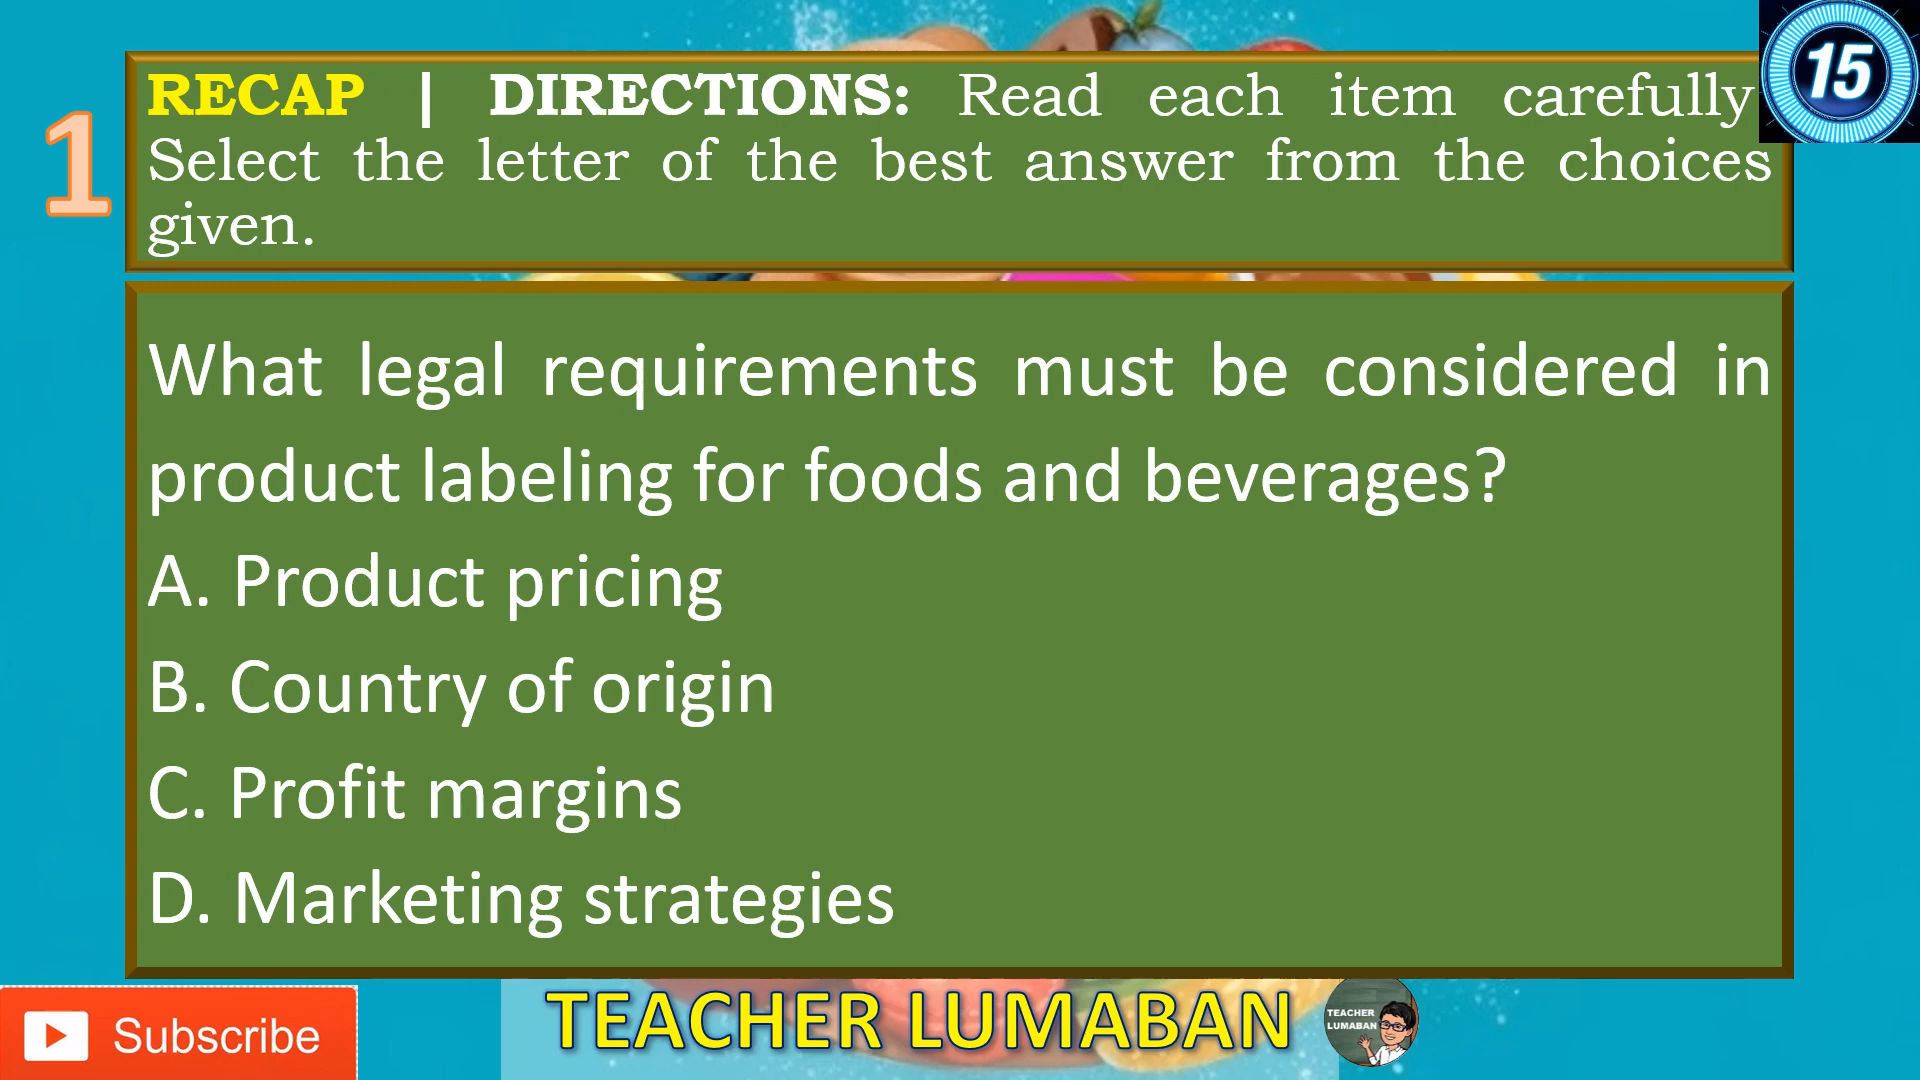 15
1
RECAP | DIRECTIONS: Read each item carefully
Select the letter of the best answer from the choices
given.
What legal requirements must be considered in
product labeling for foods and beverages?
A. Product pricing
B. Country of origin
C. Profit margins
D. Marketing strategies
Subscribe
TEACHER LUMABAN
TEACHER
LUMABAN